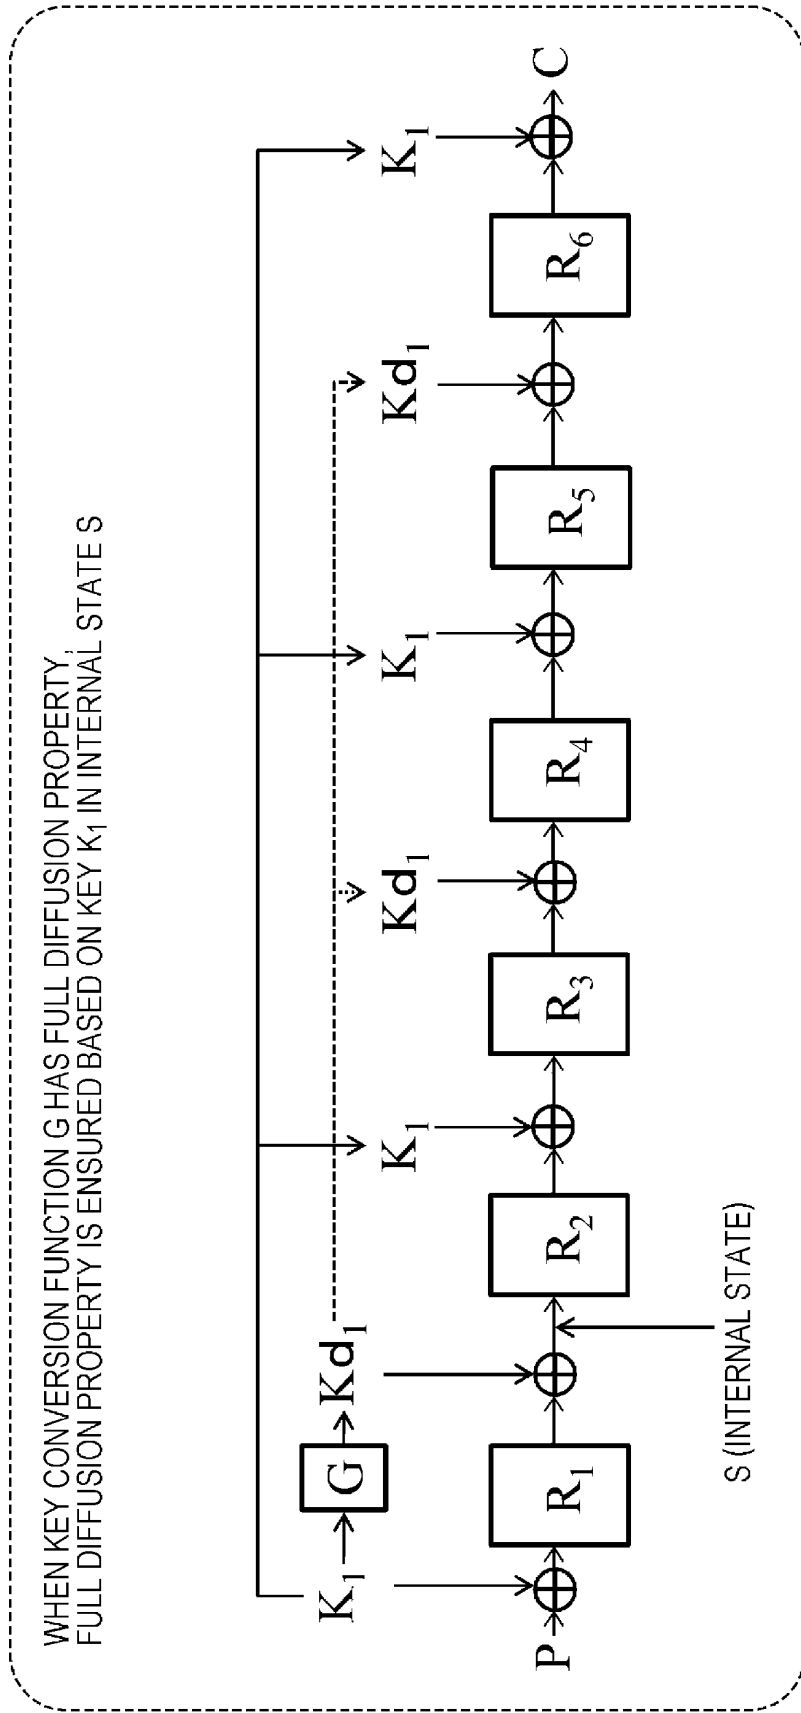 WHEN KEY CONVERSION FUNCTION G HAS FULL DIFFUSION PROPERTY,
FULL DIFFUSION PROPERTY IS ENSURED BASED ON KEY K1 IN INTERNAL STATE S
K1 G Kd1 K1 Kd1 K1 Kd1 K1
P R1 R2 R3 R4 R5 R6 C
S (INTERNAL STATE)